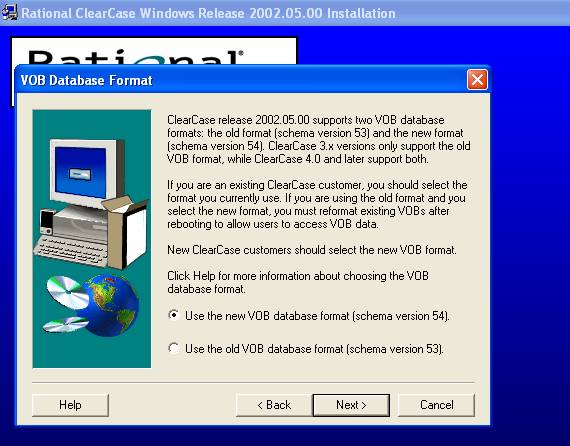 Rational ClearCase Windows Release 2002.05.00 Installation
Rational
VOB Database Format
ClearCase release 2002.05.00 supports two VOB database
formats: the old format (schema version 53) and the new format
(schema version 54). ClearCase 3.x versions only support the old
VOB format, while ClearCase 4.0 and later support both.
If you are an existing ClearCase customer, you should select the
format you currently use. If you are using the old format and you
select the new format, you must reformat existing VOBs after
rebooting to allow users to access VOB data.
New ClearCase customers should select the new VOB format.
Click Help for more information about choosing the VOB
database format.
Use the new VOB database format (schema version 54).
Use the old VOB database format (schema version 53).
Help
< Back
Next >
Cancel